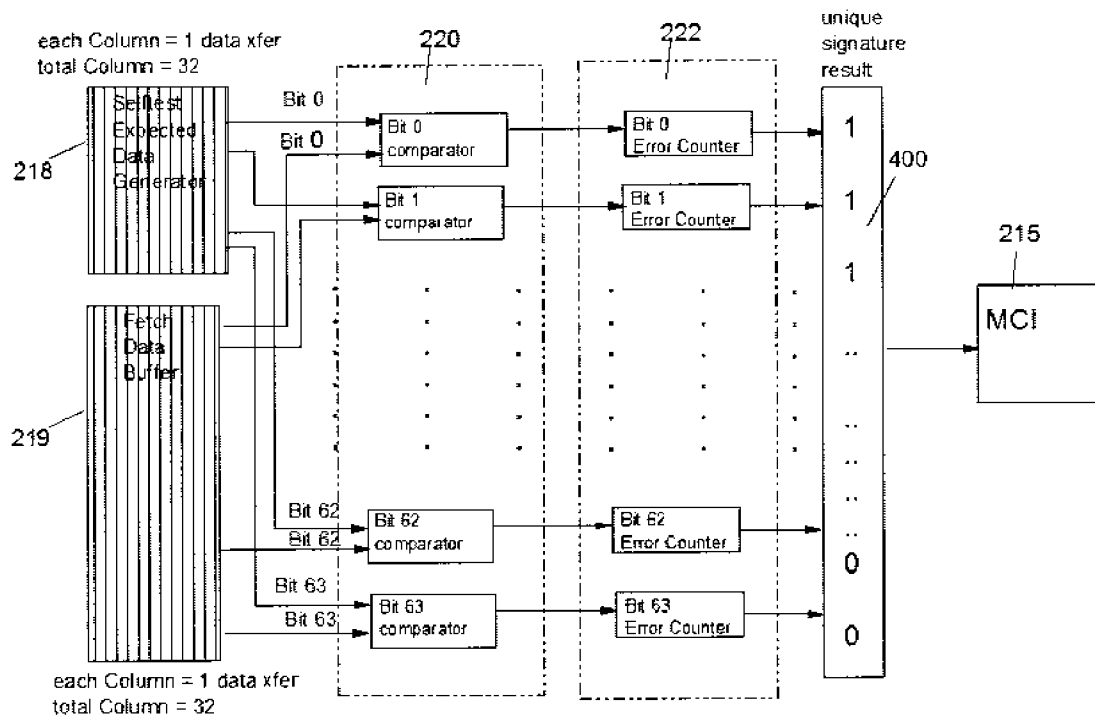 each Column = 1 data xfer
total Column = 32
220
222
unique
signature
result
Selftest
Expected
Data
Generator
218
Bit 0
Bit 0
Bit 0
comparator
Bit 0
Error Counter
1
400
Bit 1
comparator
Bit 1
Error Counter
1
1
215
MCI
Fetch
Data
Buffer
219
Bit 62
Bit 62
Bit 62
comparator
Bit 62
Error Counter
0
Bit 63
Bit 63
Bit 63
comparator
Bit 63
Error Counter
0
each Column = 1 data xfer
total Column = 32